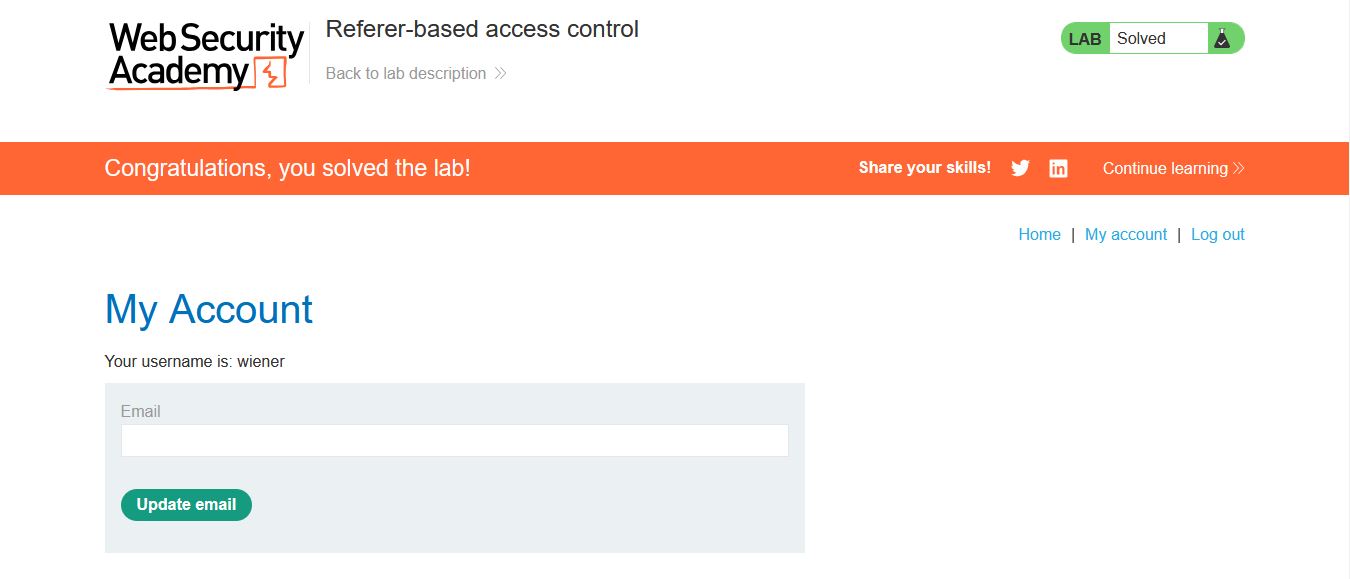 Web Security
Academy
Referer-based access control
Back to lab description
LAB Solved
Congratulations, you solved the lab!
Share your skills!
Continue learning
Home | My account | Log out
My Account
Your username is: wiener
Email
Update email